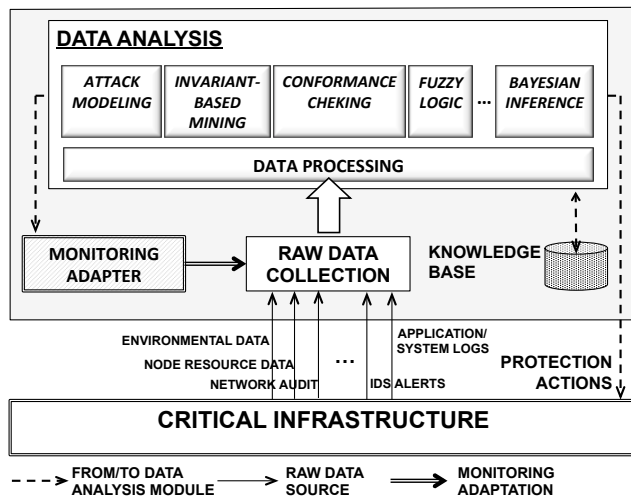 DATA ANALYSIS
ATTACK
MODELING
INVARIANT-
BASED
MINING
CONFORMANCE
CHEKING
FUZZY
LOGIC
...
BAYESIAN
INFERENCE
DATA PROCESSING
MONITORING
ADAPTER
RAW DATA
COLLECTION
KNOWLEDGE
BASE
ENVIRONMENTAL DATA
NODE RESOURCE DATA
NETWORK AUDIT
...
APPLICATION/
SYSTEM LOGS
IDS ALERTS
PROTECTION
ACTIONS
CRITICAL INFRASTRUCTURE
FROM/TO DATA
ANALYSIS MODULE
RAW DATA
SOURCE
MONITORING
ADAPTATION